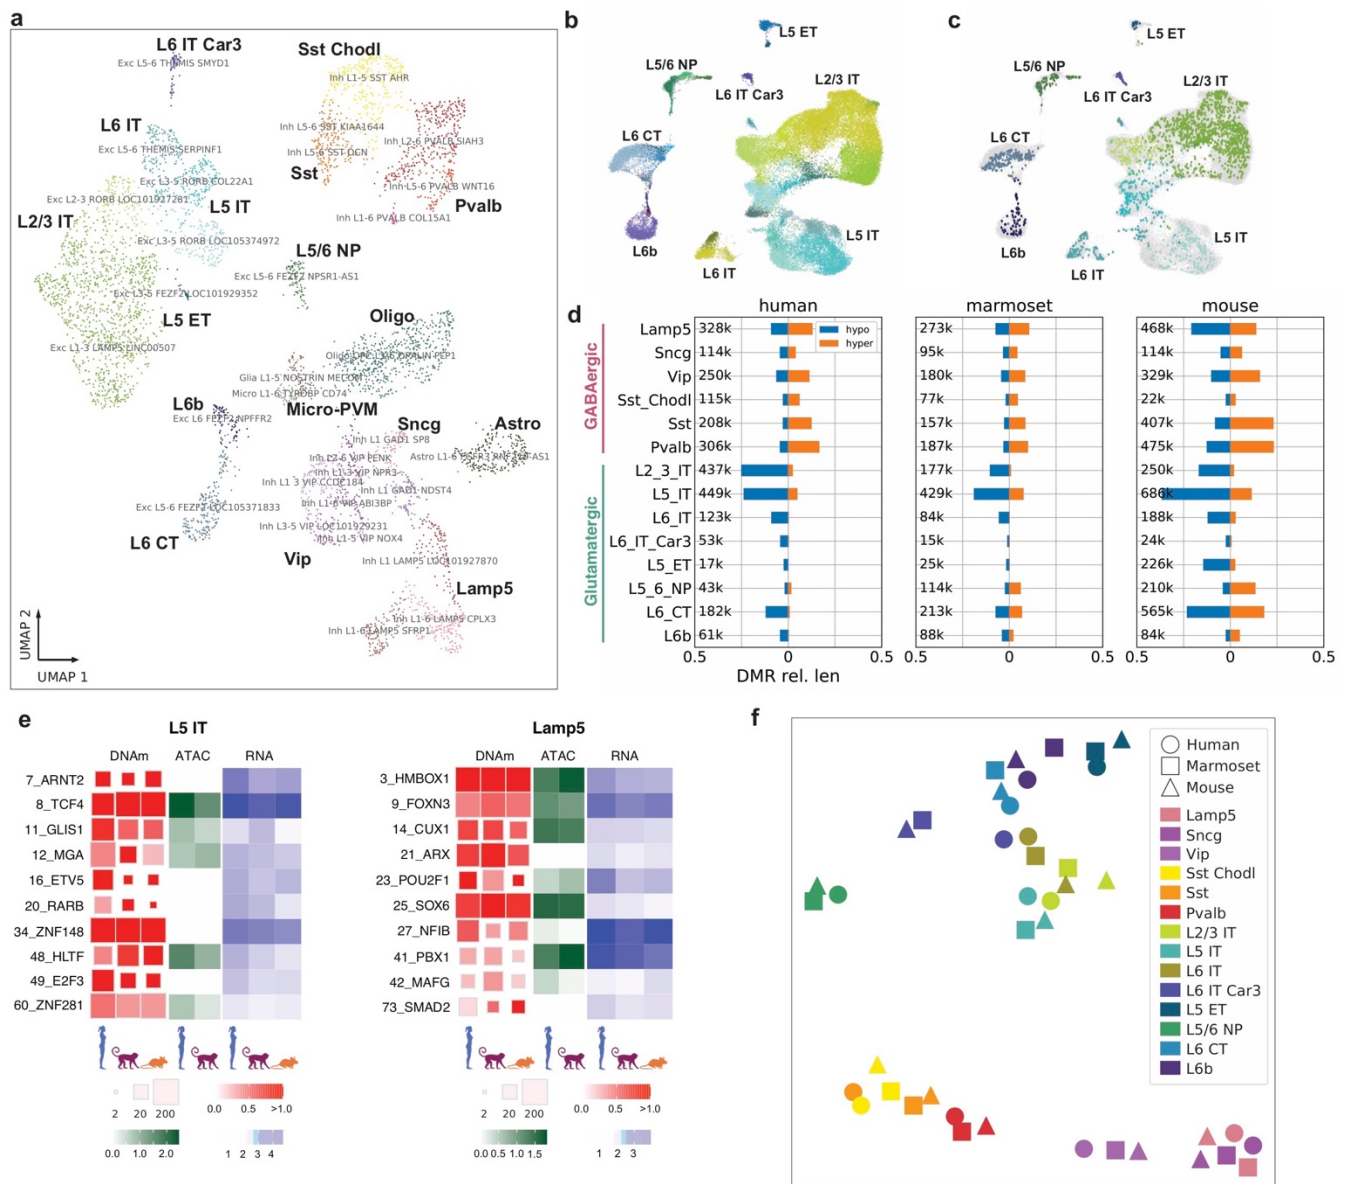 a
L6 IT Car3
Exc L5-6 THEMIS SMYD1
Sst Chodl
Inh L1-5 SST AHR
L6 IT
Exc L5-6 THEMIS SERPINF1
Inh L5-6 SST KIAA1644
Inh L2-6 PVALB SIAH3
Inh L5-6 SST
Sst
Exc L3-5 RORB COL22A1
Exc L2-3 RORB LOC101927281
Inh L5-6 PVALB WNT16
Pvalb
L5 IT
L2/3 IT
Inh L1-6 PVALB COL15A1
Exc L3-5 RORB LOC105374972
L5/6 NP
Exc L5-6 FEZF2 NPSR1-AS1
Exc L3-5 FEZF2 LOC101929352
L5 ET
Oligo
Exc L1-3 LAMP5 LINC00507
Glia L1-5 NOSTRIN
Micro L1-6 TYROBP CD74
L6b
Exc L6 FEZF2 NPFFR2
Micro-PVM
Sncg
Astro
Inh L1 GAD1 SP8
Inh L1-3 VIP NPR3
Inh L1 3 VIP CCDC184
Inh L1 GAD1 NDST4
Inh L1-6 VIP ABI3BP
Exc L5-6 FEZF2 LOC105371833
Inh L3-5 VIP LOC101929231
Inh L1-5 VIP NOX4
L6 CT
Vip
Inh L1 LAMP5 LOC101927870
Lamp5
Inh L1-6 LAMP5 CPLX3
Inh L1-6 LAMP5 SFRP1
UMAP 2
UMAP 1
b
L5 ET
L5/6 NP
L6 IT Car3
L6 CT
L6b
L6 IT
L5 IT
c
L5 ET
L5/6 NP
L2/3 IT
L6 IT Car3
L6 CT
L6b
L6 IT
L5 IT
d
human
marmoset
mouse
hypo
hyper
GABAergic
Glutamatergic
Lamp5 328k 273k 468k
Sncg 114k 95k 114k
Vip 250k 180k 329k
Sst_Chodl 115k 77k 22k
Sst 208k 157k 407k
Pvalb 306k 187k 475k
L2_3_IT 437k 177k 250k
L5_IT 449k 429k 686k
L6_IT 123k 84k 188k
L6_IT_Car3 53k 15k 24k
L5_ET 17k 25k 226k
L5_6_NP 43k 114k 210k
L6_CT 182k 213k 565k
L6b 61k 88k 84k
0.5 0 0.5 0.5 0 0.5 0.5 0 0.5
DMR rel. len
e
L5 IT
DNAm ATAC RNA
7_ARNT2
8_TCF4
11_GLIS1
12_MGA
16_ETV5
20_RARB
34_ZNF148
48_HLTF
49_E2F3
60_ZNF281
2 20 200
0.0 0.5 >1.0
0.0 1.0 2.0
1 2 3 4
Lamp5
DNAm ATAC RNA
3_HMBOX1
9_FOXN3
14_CUX1
21_ARX
23_POU2F1
25_SOX6
27_NFIB
41_PBX1
42_MAFG
73_SMAD2
2 20 200
0.0 0.5 >1.0
0.0 0.5 1.0 1.5
1 2 3
f
Human
Marmoset
Mouse
Lamp5
Sncg
Vip
Sst Chodl
Sst
Pvalb
L2/3 IT
L5 IT
L6 IT
L6 IT Car3
L5 ET
L5/6 NP
L6 CT
L6b